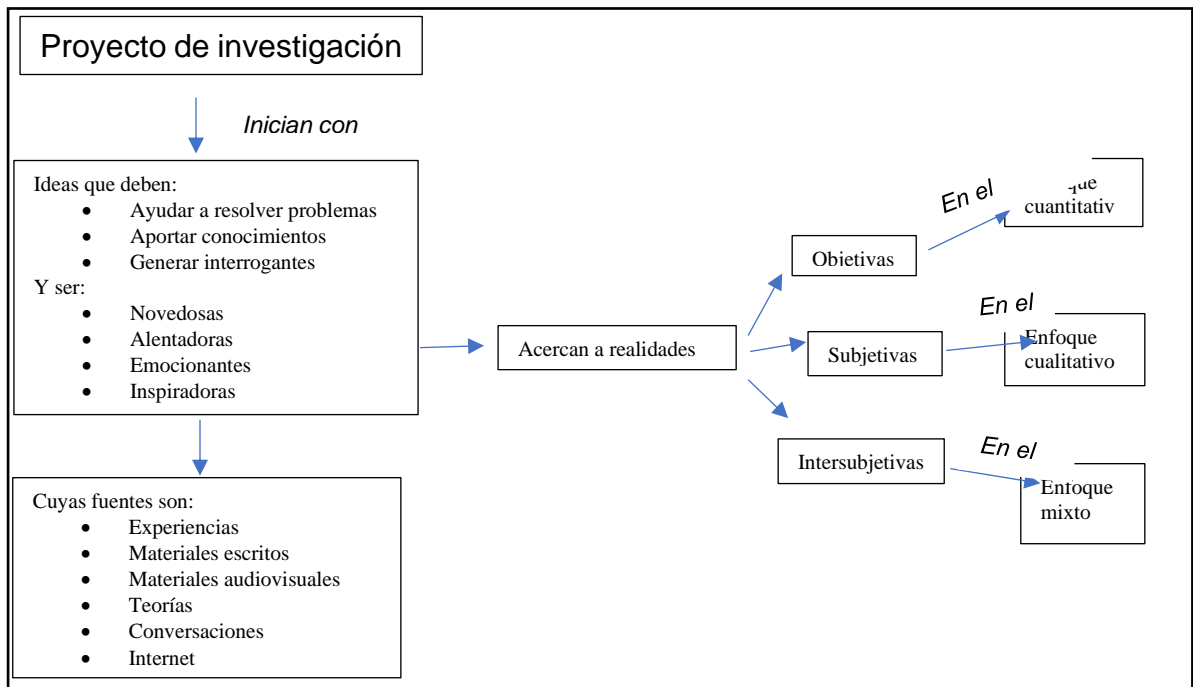 Proyecto de investigación
Inician con
Ideas que deben:
• Ayudar a resolver problemas
• Aportar conocimientos
• Generar interrogantes
Y ser:
• Novedosas
• Alentadoras
• Emocionantes
• Inspiradoras
Cuyas fuentes son:
• Experiencias
• Materiales escritos
• Materiales audiovisuales
• Teorías
• Conversaciones
• Internet
Acercan a realidades
Objetivas
En el
cuantitativ
Subjetivas
En el
Enfoque
cualitativo
Intersubjetivas
En el
Enfoque
mixto